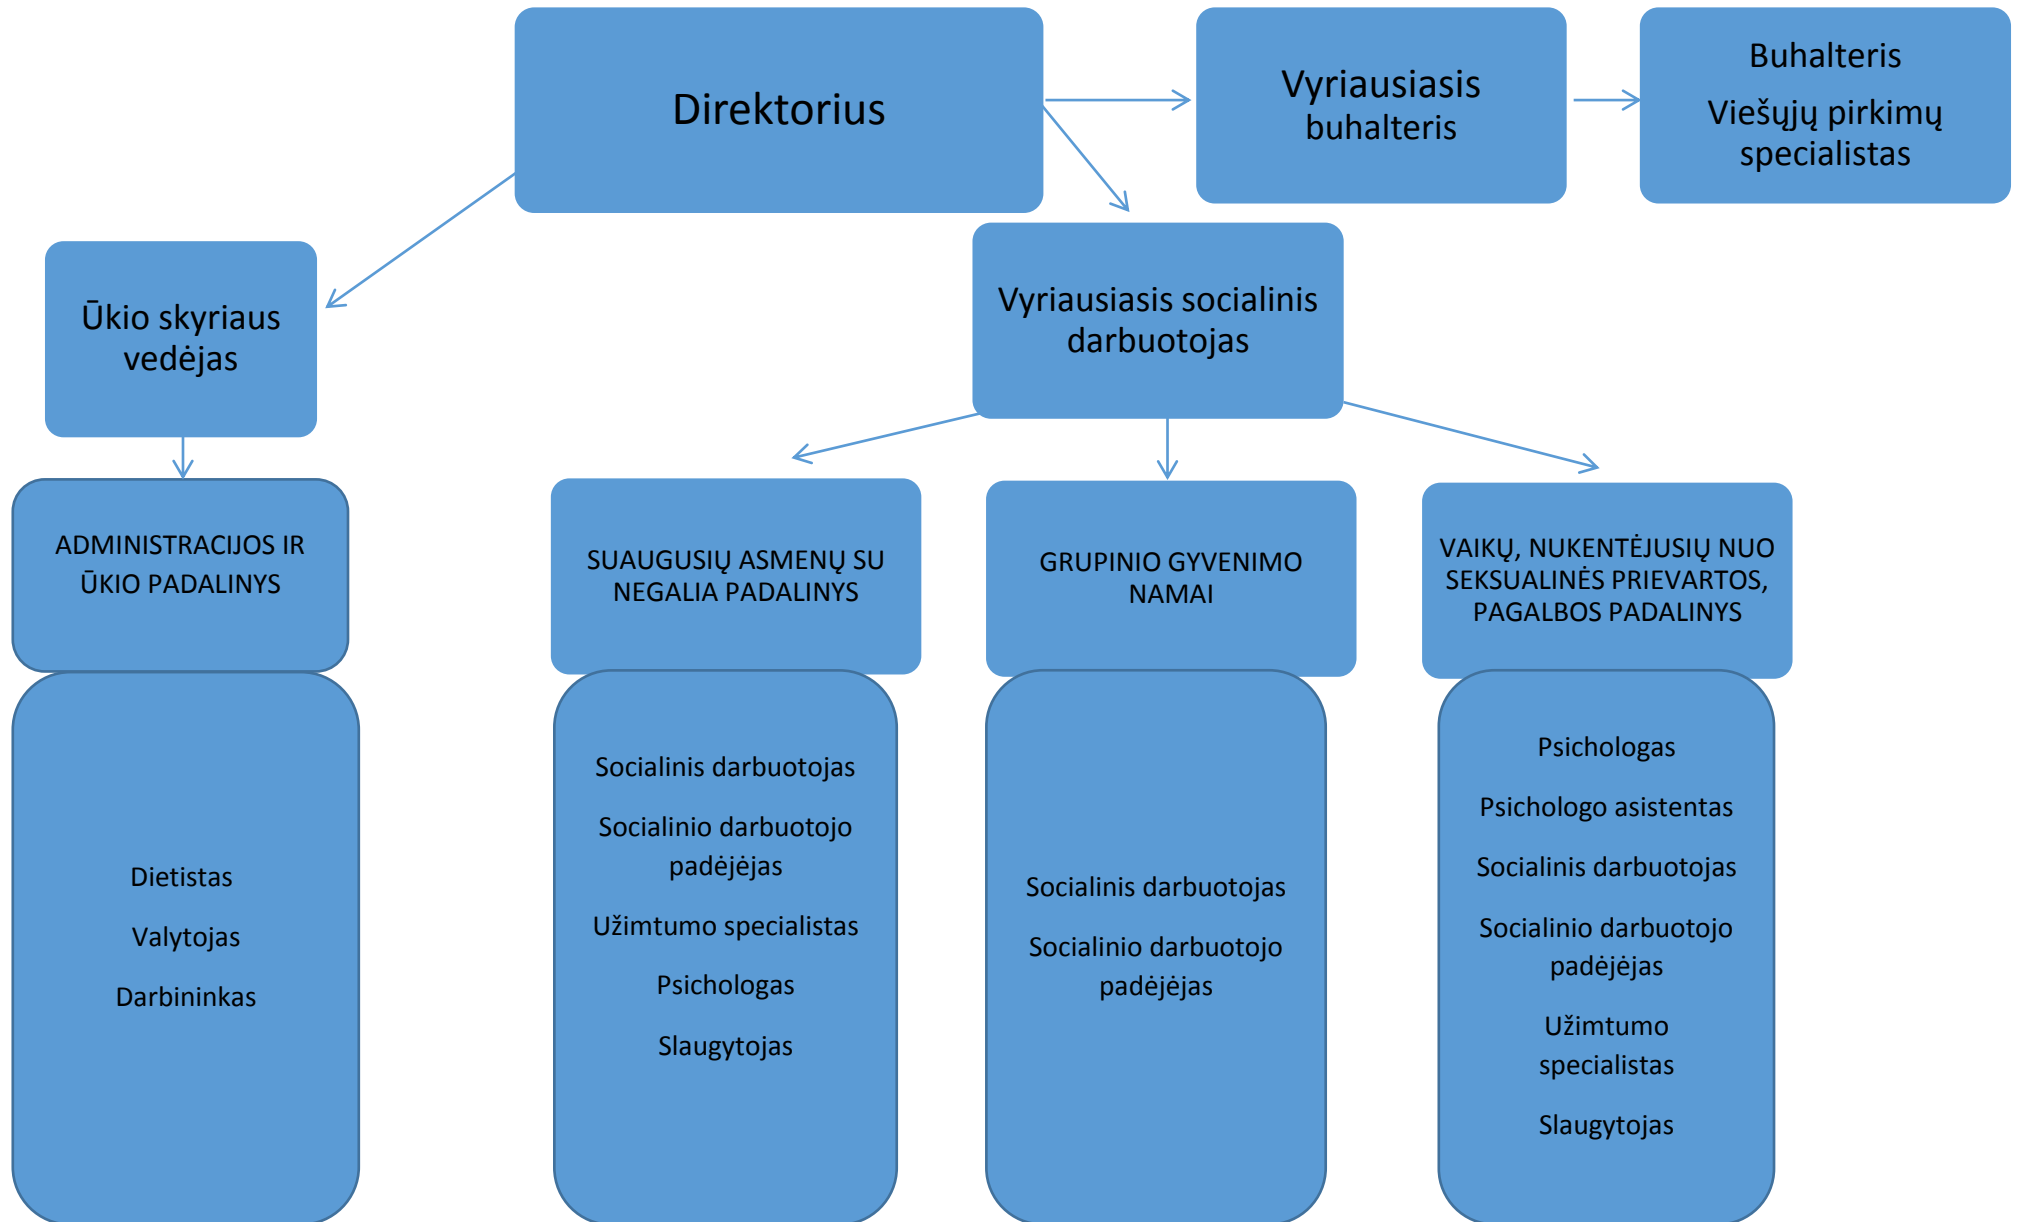 Direktorius
Vyriausiasis
buhalteris
Buhalteris
Viešųjų pirkimų
specialistas
Ūkio skyriaus
vedėjas
Vyriausiasis socialinis
darbuotojas
ADMINISTRACIJOS IR
ŪKIO PADALINYS
SUAUGUSIŲ ASMENŲ SU
NEGALIA PADALINYS
GRUPINIO GYVENIMO
NAMAI
VAIKŲ, NUKENTĖJUSIŲ NUO
SEKSUALINĖS PRIEVARTOS,
PAGALBOS PADALINYS
Dietistas
Valytojas
Darbininkas
Socialinis darbuotojas
Socialinio darbuotojo
padėjėjas
Užimtumo specialistas
Psichologas
Slaugytojas
Socialinis darbuotojas
Socialinio darbuotojo
padėjėjas
Psichologas
Psichologo asistentas
Socialinis darbuotojas
Socialinio darbuotojo
padėjėjas
Užimtumo
specialistas
Slaugytojas